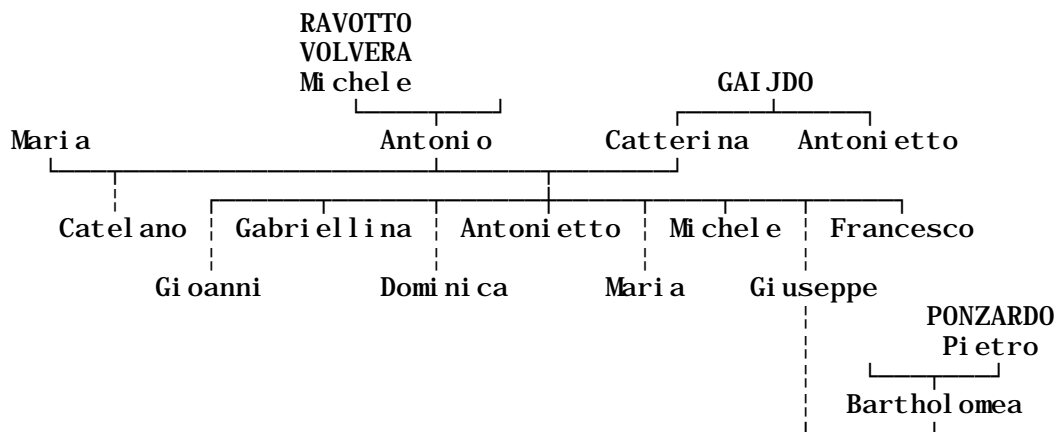 RAVOTTO
VOLVERA
Michele GAIJDO
Maria Antonio Catterina Antonietto
Catelano Gabriellina Antonietto Michele Francesco
Gioanni Dominica Maria Giuseppe
PONZARDO
Pietro
Bartholomea